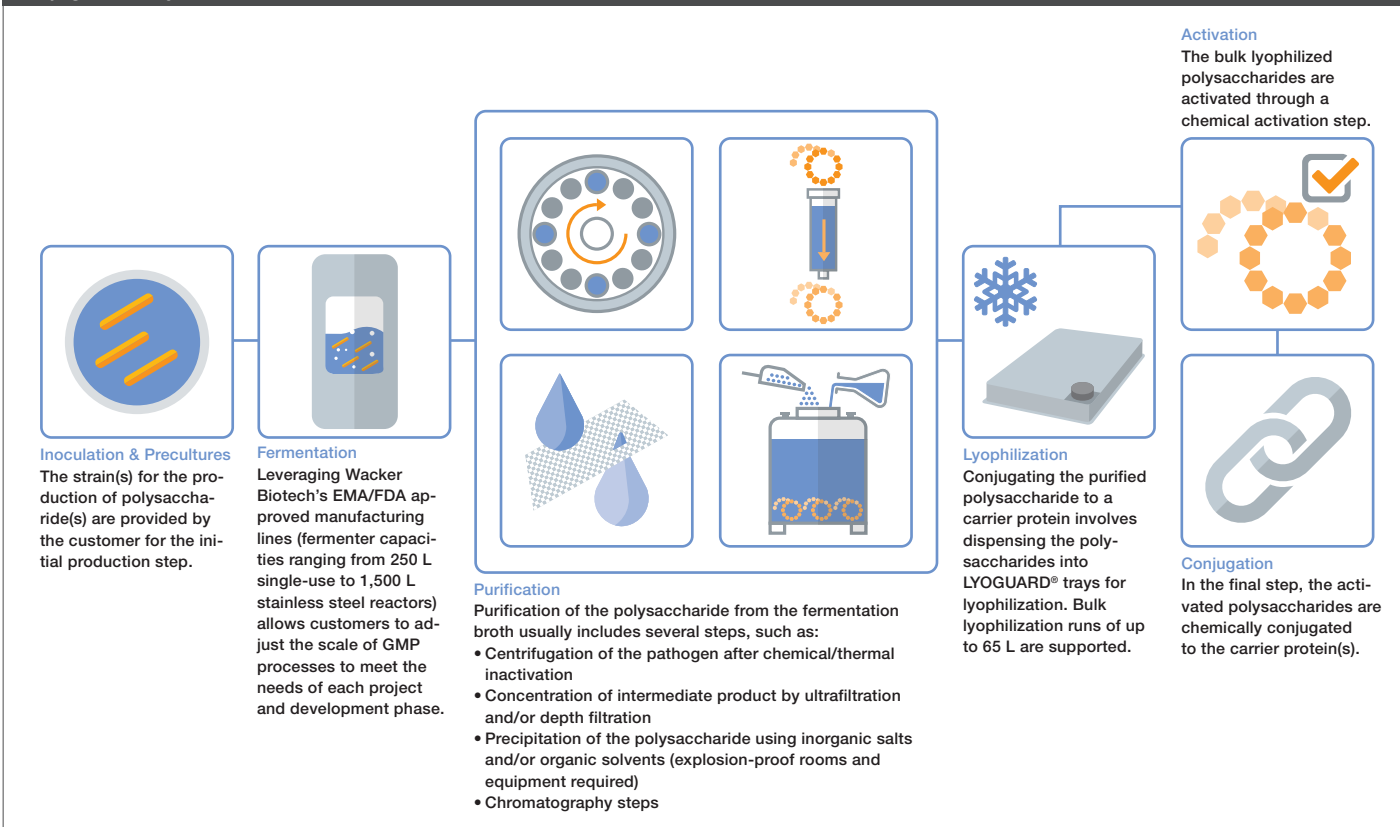 Inoculation & Precultures
The strain(s) for the pro-
duction of polysaccha-
ride(s) are provided by
the customer for the ini-
tial production step.
Fermentation
Leveraging Wacker
Biotech's EMA/FDA ap-
proved manufacturing
lines (fermenter capaci-
ties ranging from 250 L
single-use to 1,500 L
stainless steel reactors)
allows customers to ad-
just the scale of GMP
processes to meet the
needs of each project
and development phase.
Purification
Purification of the polysaccharide from the fermentation
broth usually includes several steps, such as:
• Centrifugation of the pathogen after chemical/thermal
inactivation
• Concentration of intermediate product by ultrafiltration
and/or depth filtration
• Precipitation of the polysaccharide using inorganic salts
and/or organic solvents (explosion-proof rooms and
equipment required)
• Chromatography steps
Lyophilization
Conjugating the purified
polysaccharide to a
carrier protein involves
dispensing the poly-
saccharides into
LYOGUARD® trays for
lyophilization. Bulk
lyophilization runs of up
to 65 L are supported.
Activation
The bulk lyophilized
polysaccharides are
activated through a
chemical activation step.
Conjugation
In the final step, the acti-
vated polysaccharides are
chemically conjugated
to the carrier protein(s).